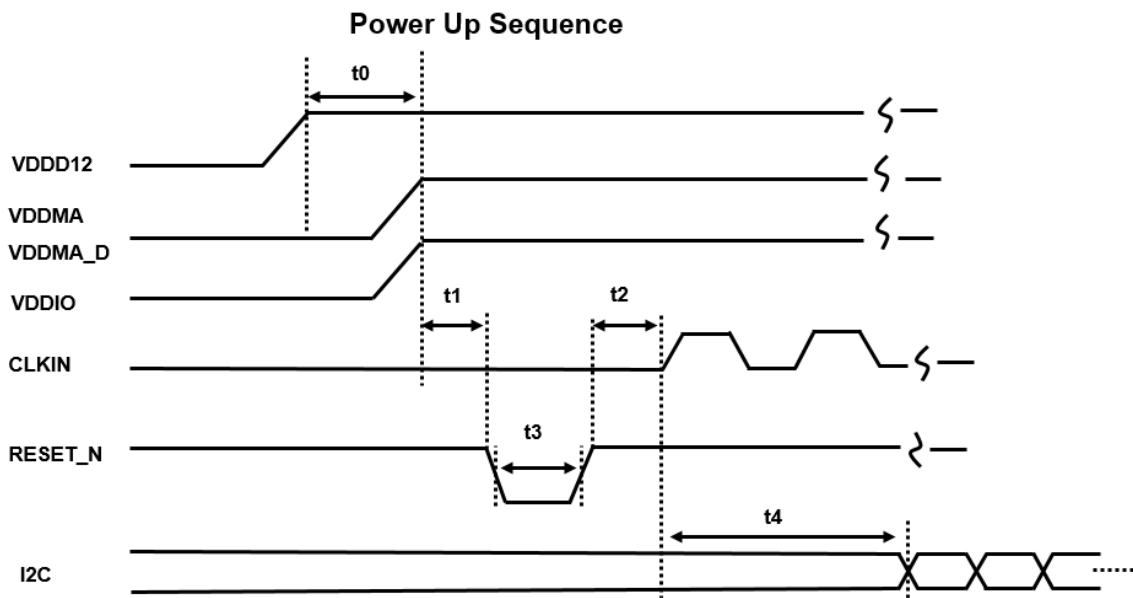 Power Up Sequence
t0
VDDD12
VDDMA
VDDMA_D
VDDIO
t1
t2
CLKIN
t3
RESET_N
t4
I2C